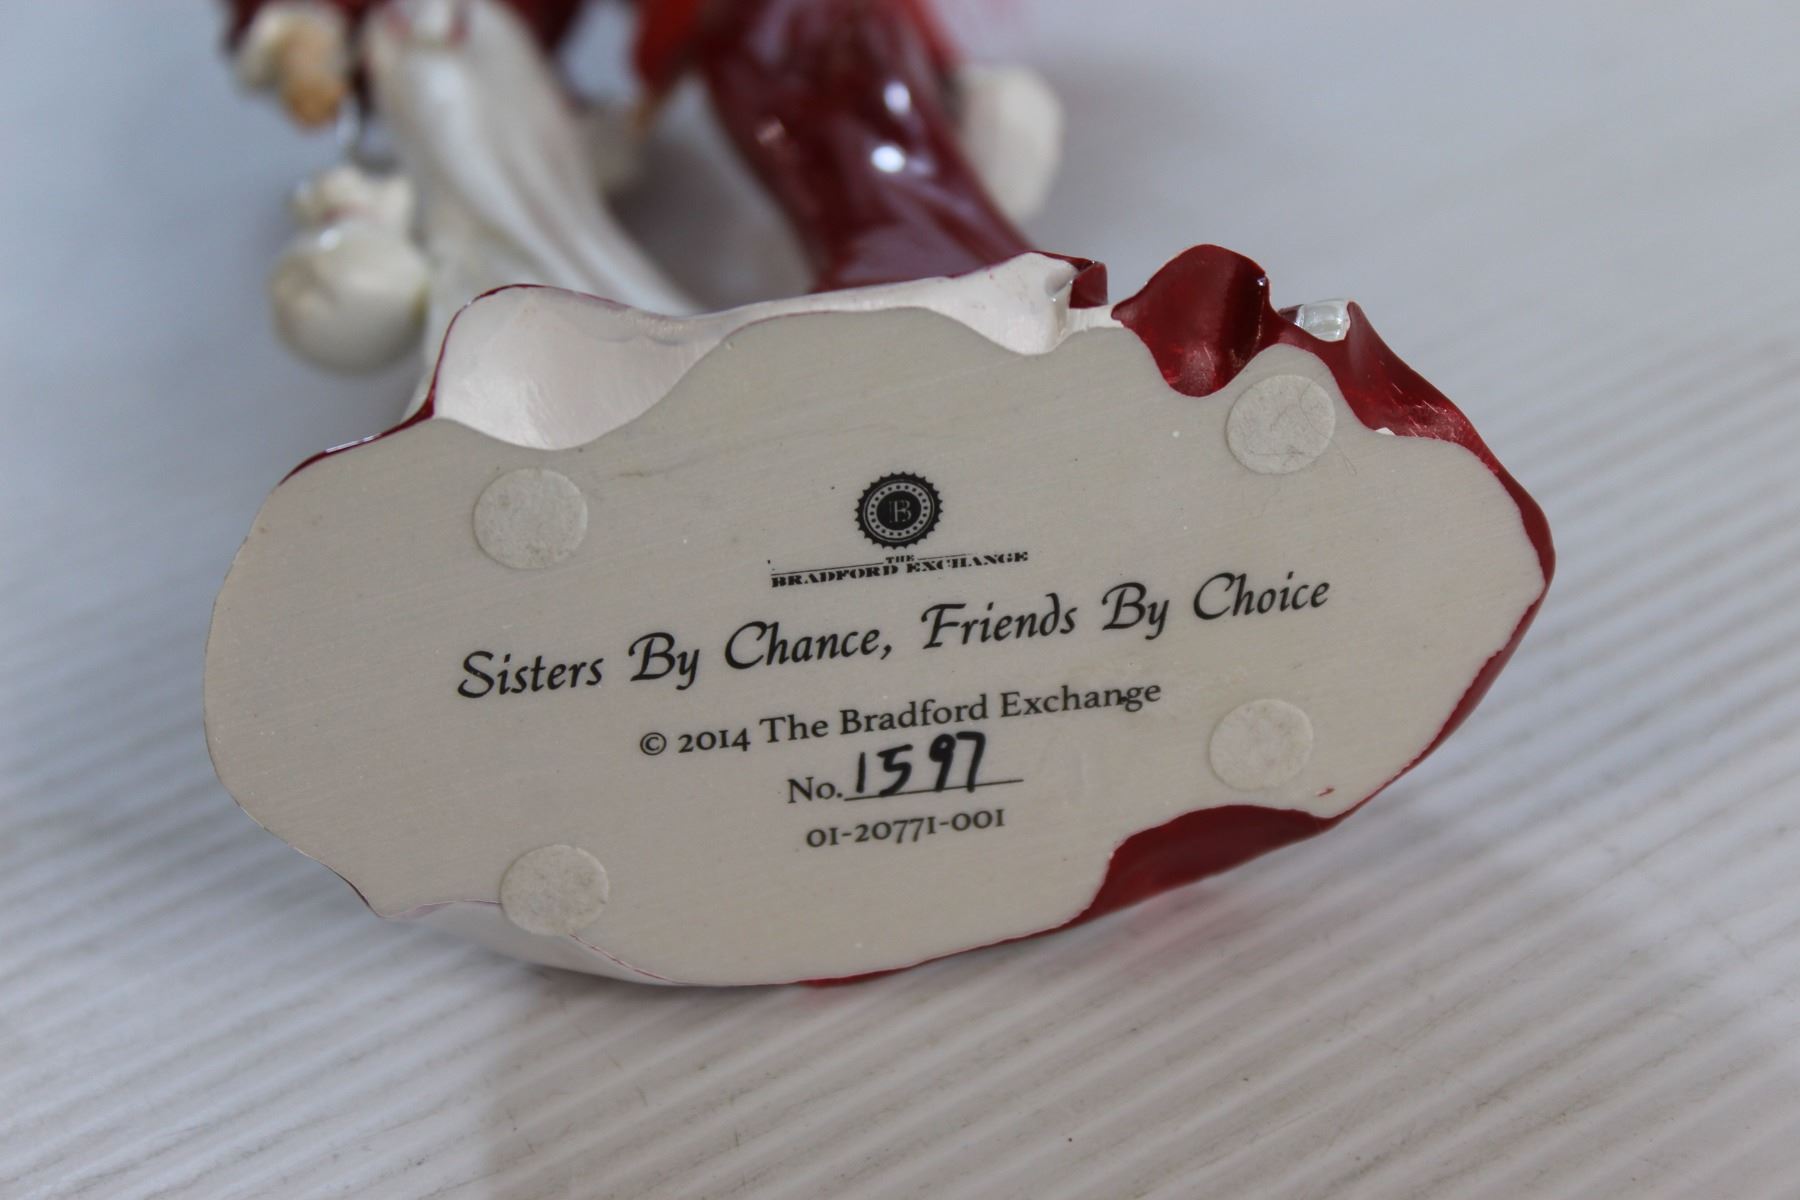 B
THE
BRADFORD EXCHANGE
Sisters By Chance, Friends By Choice
© 2014 The Bradford Exchange
No. 1597
01-20771-001